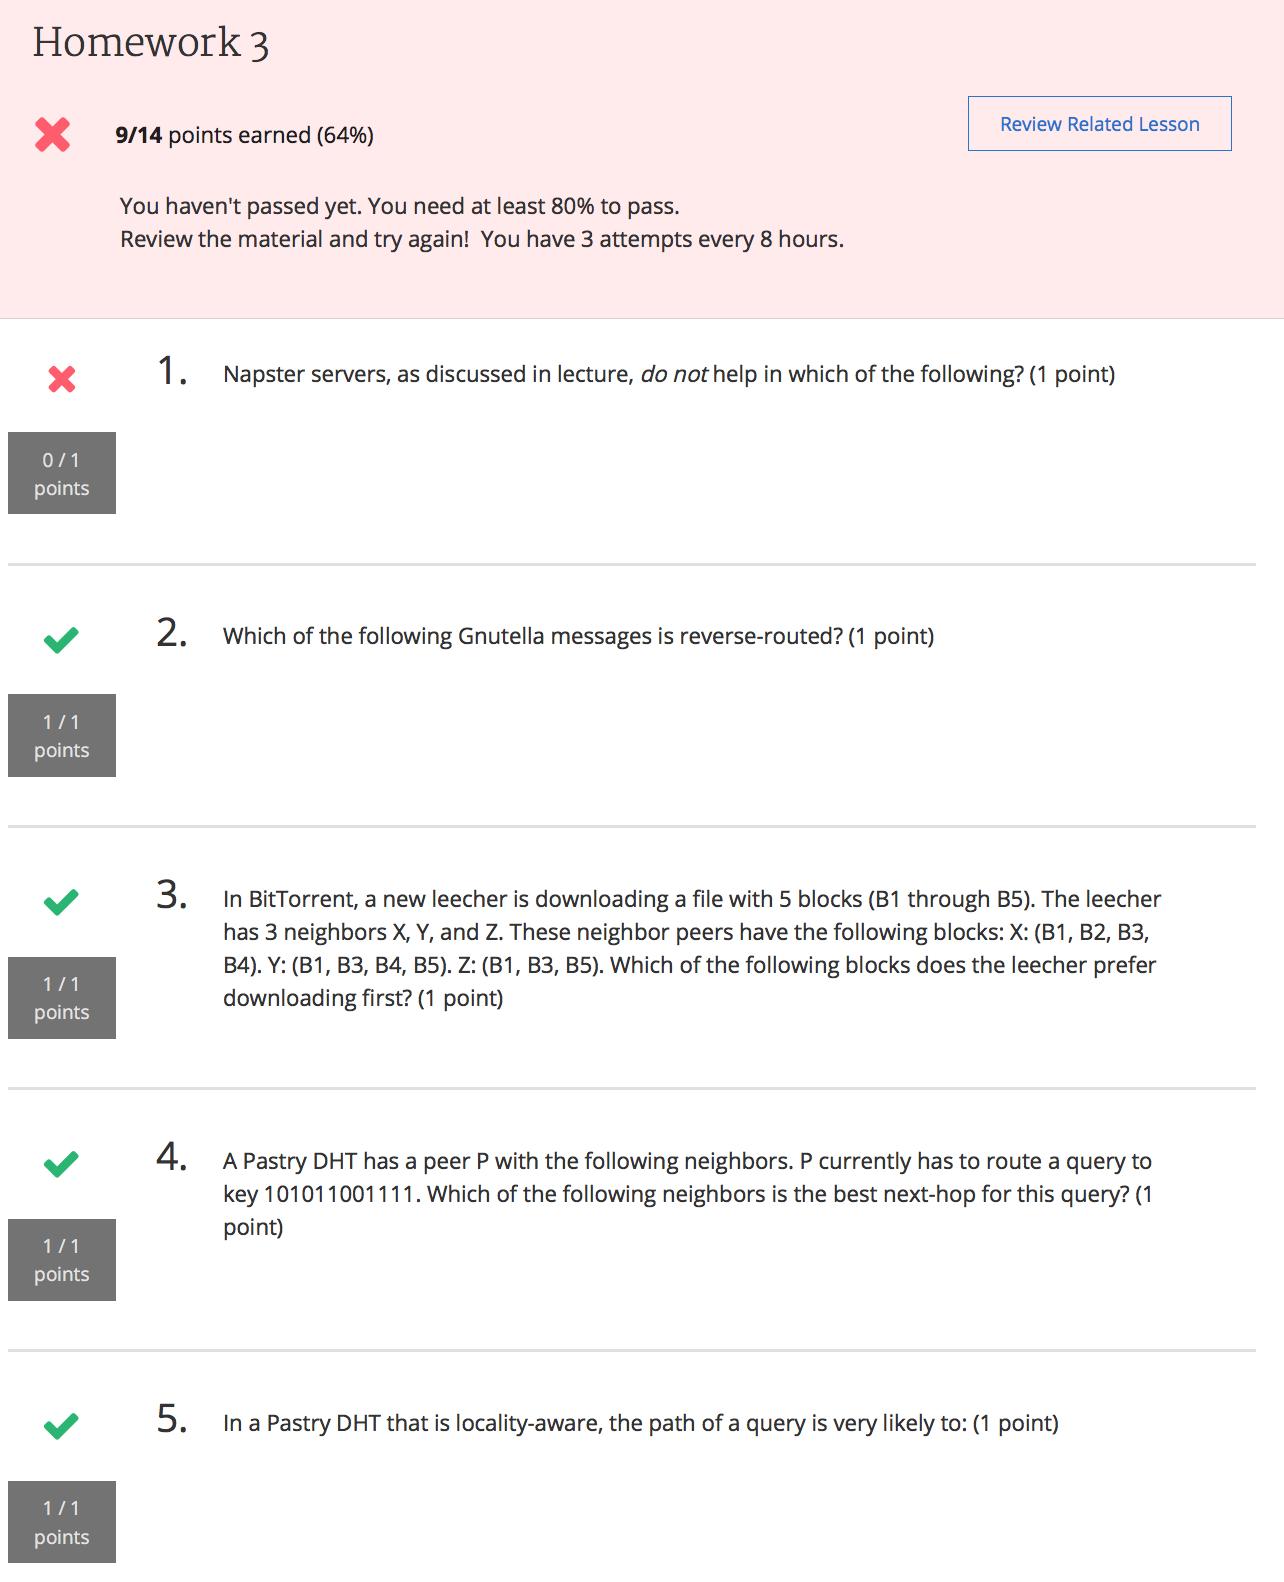 Homework 3
9/14 points earned (64%)
Review Related Lesson
You haven't passed yet. You need at least 80% to pass.
Review the material and try again!  You have 3 attempts every 8 hours.
1. Napster servers, as discussed in lecture, do not help in which of the following? (1 point)
0 / 1
points
2. Which of the following Gnutella messages is reverse-routed? (1 point)
1 / 1
points
3. In BitTorrent, a new leecher is downloading a file with 5 blocks (B1 through B5). The leecher
has 3 neighbors X, Y, and Z. These neighbor peers have the following blocks: X: (B1, B2, B3,
B4). Y: (B1, B3, B4, B5). Z: (B1, B3, B5). Which of the following blocks does the leecher prefer
downloading first? (1 point)
1 / 1
points
4. A Pastry DHT has a peer P with the following neighbors. P currently has to route a query to
key 101011001111. Which of the following neighbors is the best next-hop for this query? (1
point)
1 / 1
points
5. In a Pastry DHT that is locality-aware, the path of a query is very likely to: (1 point)
1 / 1
points